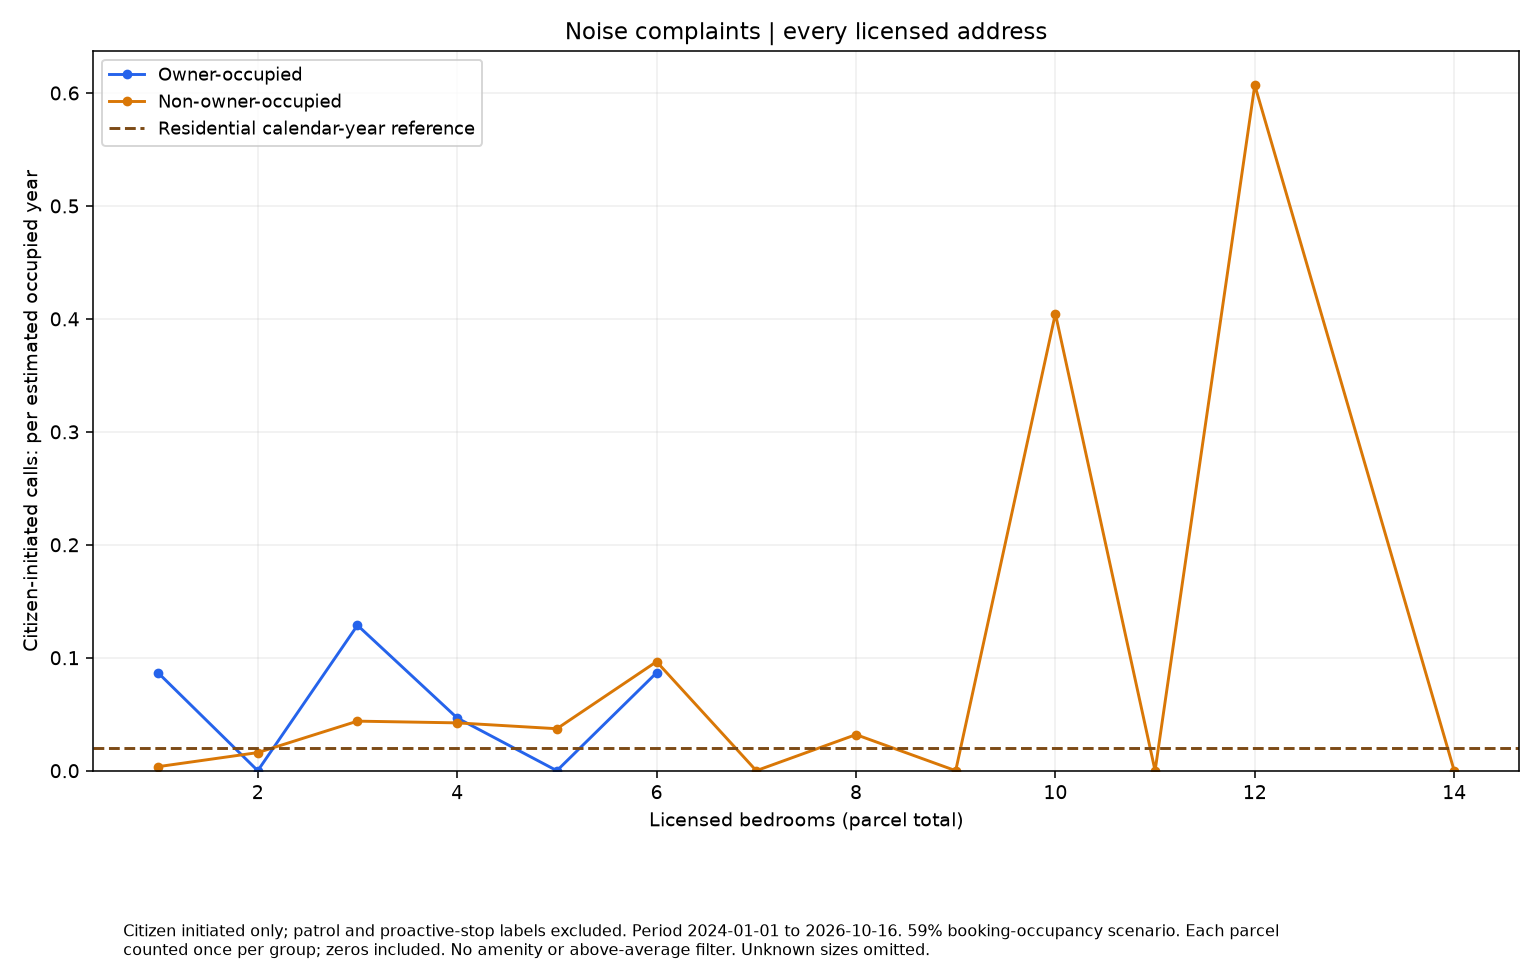 Noise complaints | every licensed address
Owner-occupied
Non-owner-occupied
Residential calendar-year reference
Citizen-initiated calls: per estimated occupied year
0.6
0.5
0.4
0.3
0.2
0.1
0.0
2
4
6
8
10
12
14
Licensed bedrooms (parcel total)
Citizen initiated only; patrol and proactive-stop labels excluded. Period 2024-01-01 to 2026-10-16. 59% booking-occupancy scenario. Each parcel
counted once per group; zeros included. No amenity or above-average filter. Unknown sizes omitted.